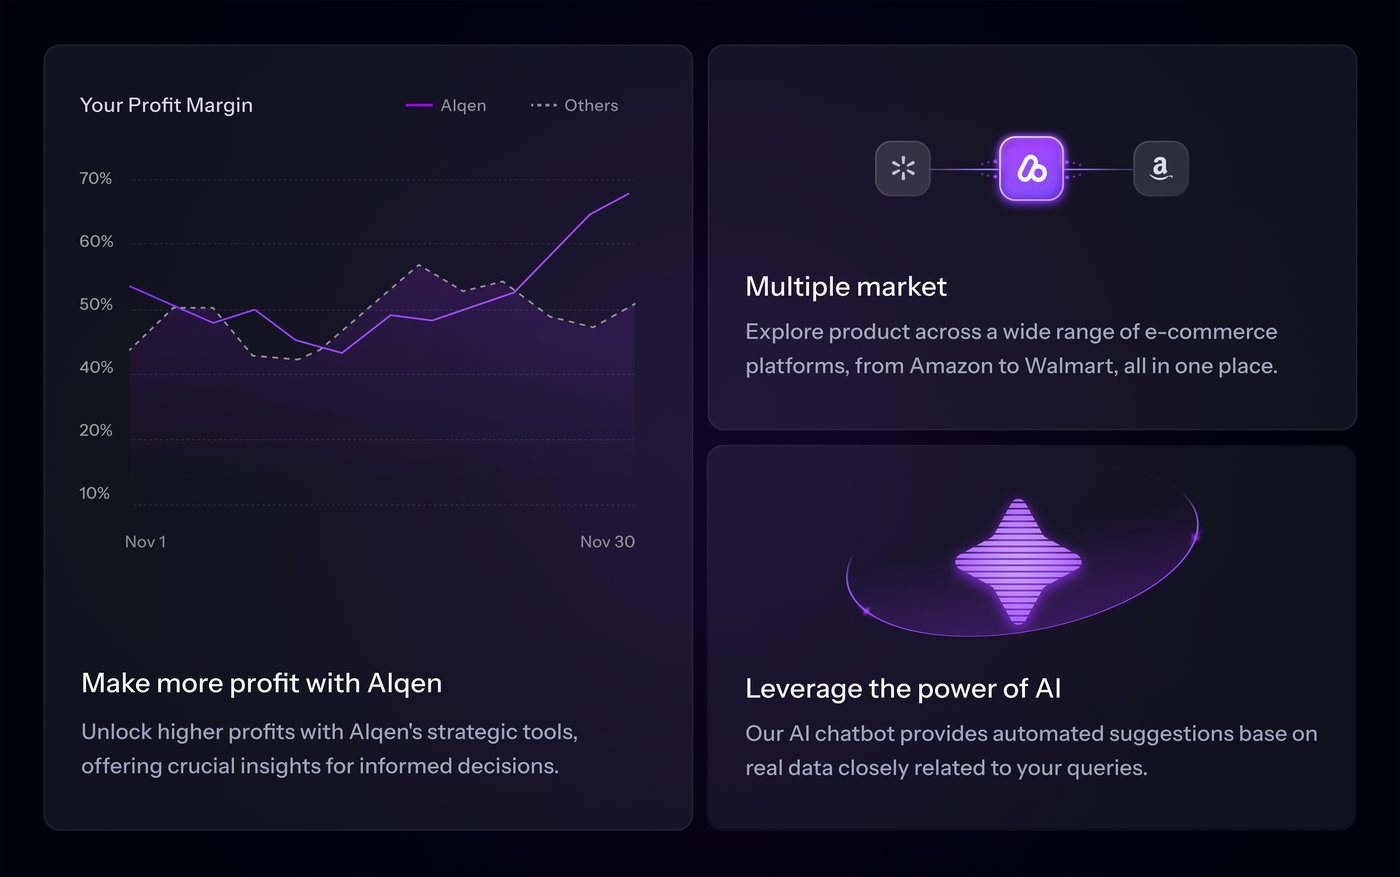 Your Profit Margin
Alqen
Others
70%
60%
50%
40%
20%
10%
Nov 1
Nov 30
Make more profit with Alqen
Unlock higher profits with Alqen's strategic tools,
offering crucial insights for informed decisions.
a
Multiple market
Explore product across a wide range of e-commerce
platforms, from Amazon to Walmart, all in one place.
Leverage the power of AI
Our AI chatbot provides automated suggestions base on
real data closely related to your queries.